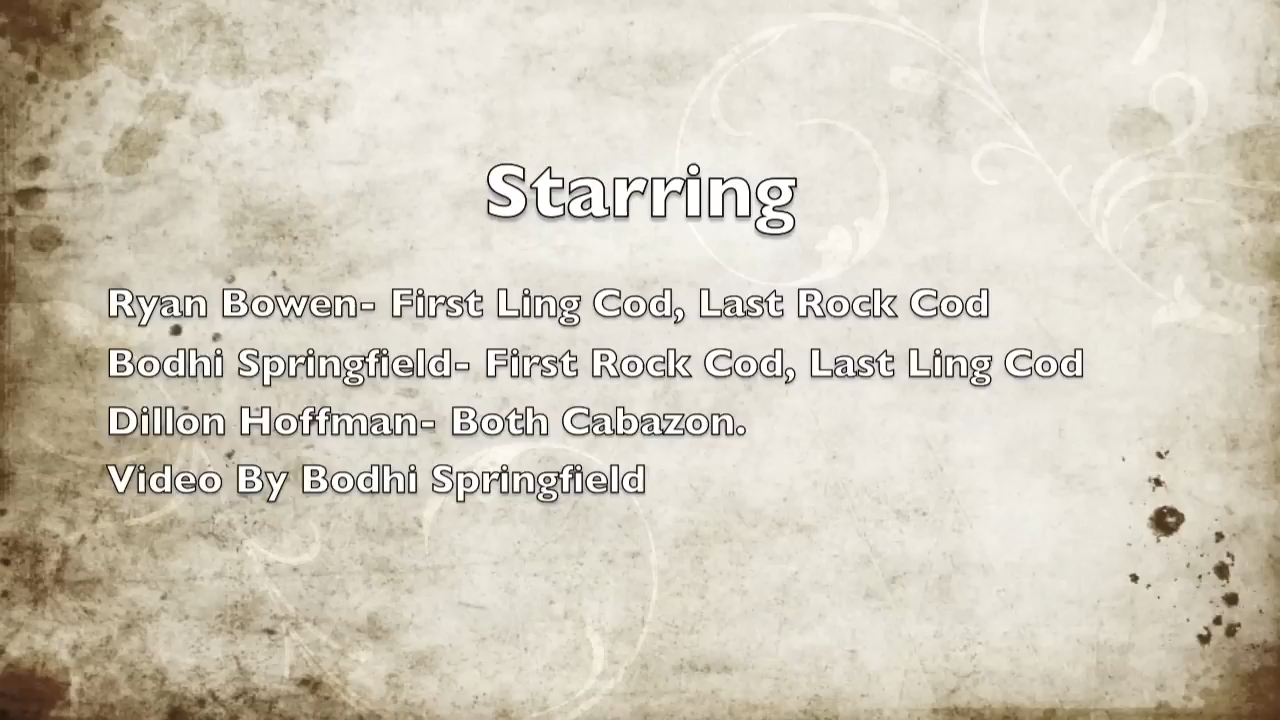 Starring
Ryan Bowen- First Ling Cod, Last Rock Cod
Bodhi Springfield- First Rock Cod, Last Ling Cod
Dillon Hoffman- Both Cabazon.
Video By Bodhi Springfield